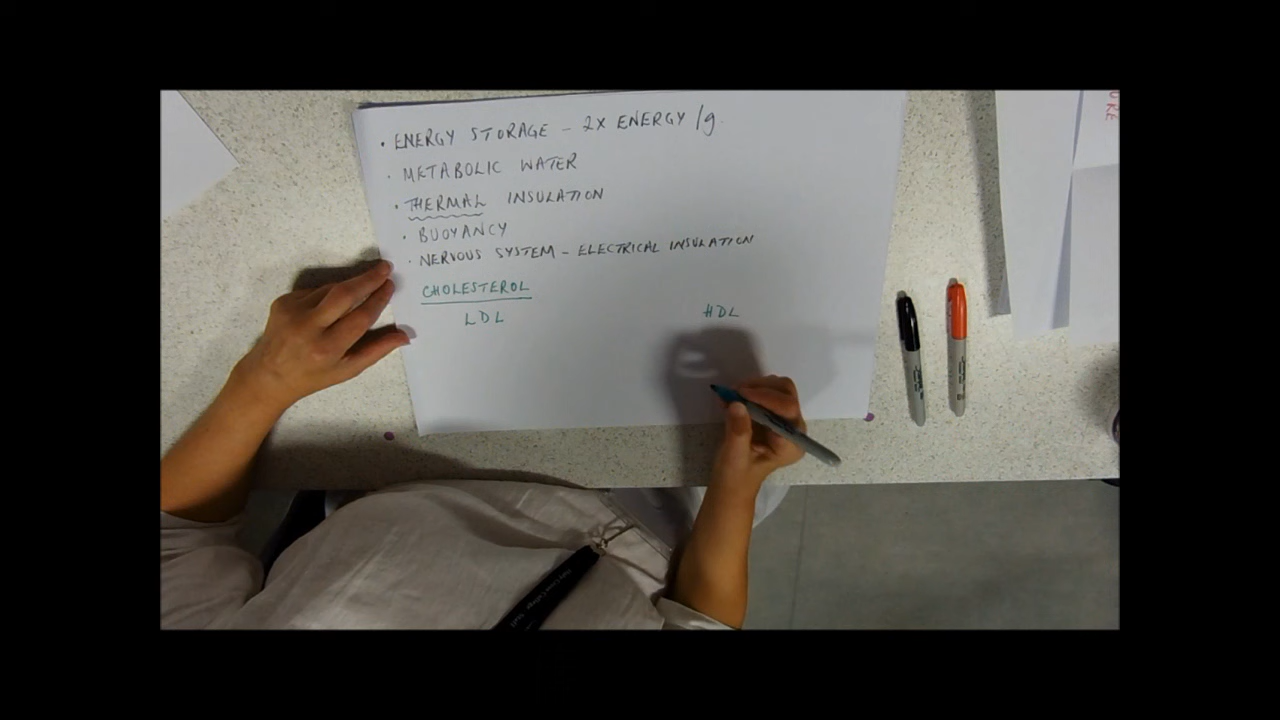 • ENERGY STORAGE – 2X ENERGY /g.
• METABOLIC WATER
• THERMAL INSULATION
• BUOYANCY
• NERVOUS SYSTEM – ELECTRICAL INSULATION
CHOLESTEROL
LDL HDL